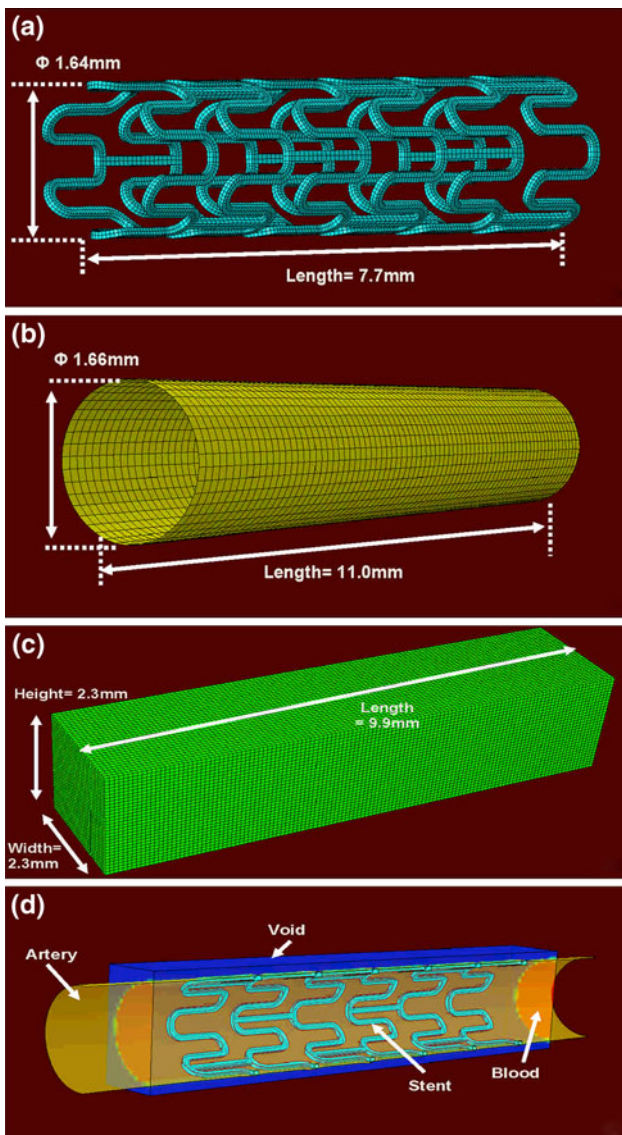 (a)
Φ 1.64mm
Length= 7.7mm
(b)
Φ 1.66mm
Length= 11.0mm
(c)
Height= 2.3mm
Length
= 9.9mm
Width=
2.3mm
(d)
Void
Artery
Stent
Blood